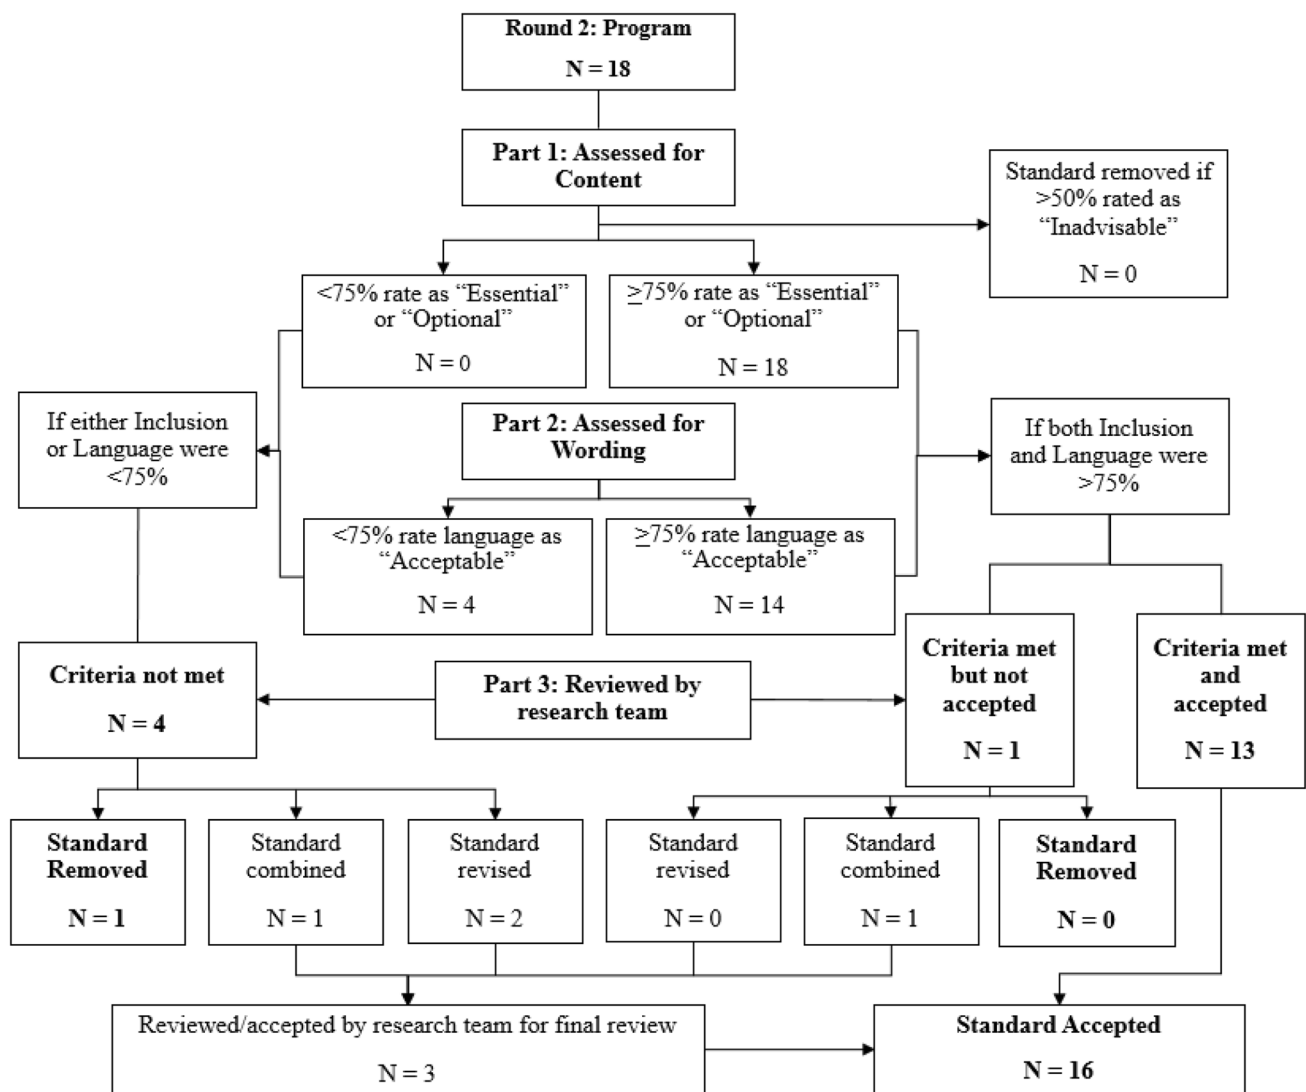 Round 2: Program
N = 18
Part 1: Assessed for
Content
Standard removed if
>50% rated as
“Inadvisable”
N = 0
<75% rate as “Essential”
or “Optional”
N = 0
≥75% rate as “Essential”
or “Optional”
N = 18
If either Inclusion
or Language were
<75%
Part 2: Assessed for
Wording
If both Inclusion
and Language were
>75%
<75% rate language as
“Acceptable”
N = 4
≥75% rate language as
“Acceptable”
N = 14
Criteria not met
N = 4
Part 3: Reviewed by
research team
Criteria met
but not
accepted
N = 1
Criteria met
and
accepted
N = 13
Standard
Removed
N = 1
Standard
combined
N = 1
Standard
revised
N = 2
Standard
revised
N = 0
Standard
combined
N = 1
Standard
Removed
N = 0
Reviewed/accepted by research team for final review
N = 3
Standard Accepted
N = 16